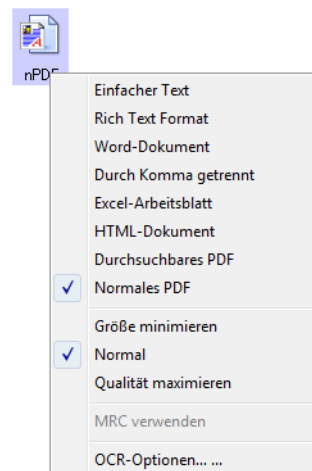 nPDF
Einfacher Text
Rich Text Format
Word-Dokument
Durch Komma getrennt
Excel-Arbeitsblatt
HTML-Dokument
Durchsuchbares PDF
Normales PDF
Größe minimieren
Normal
Qualität maximieren
MRC verwenden
OCR-Optionen... ...